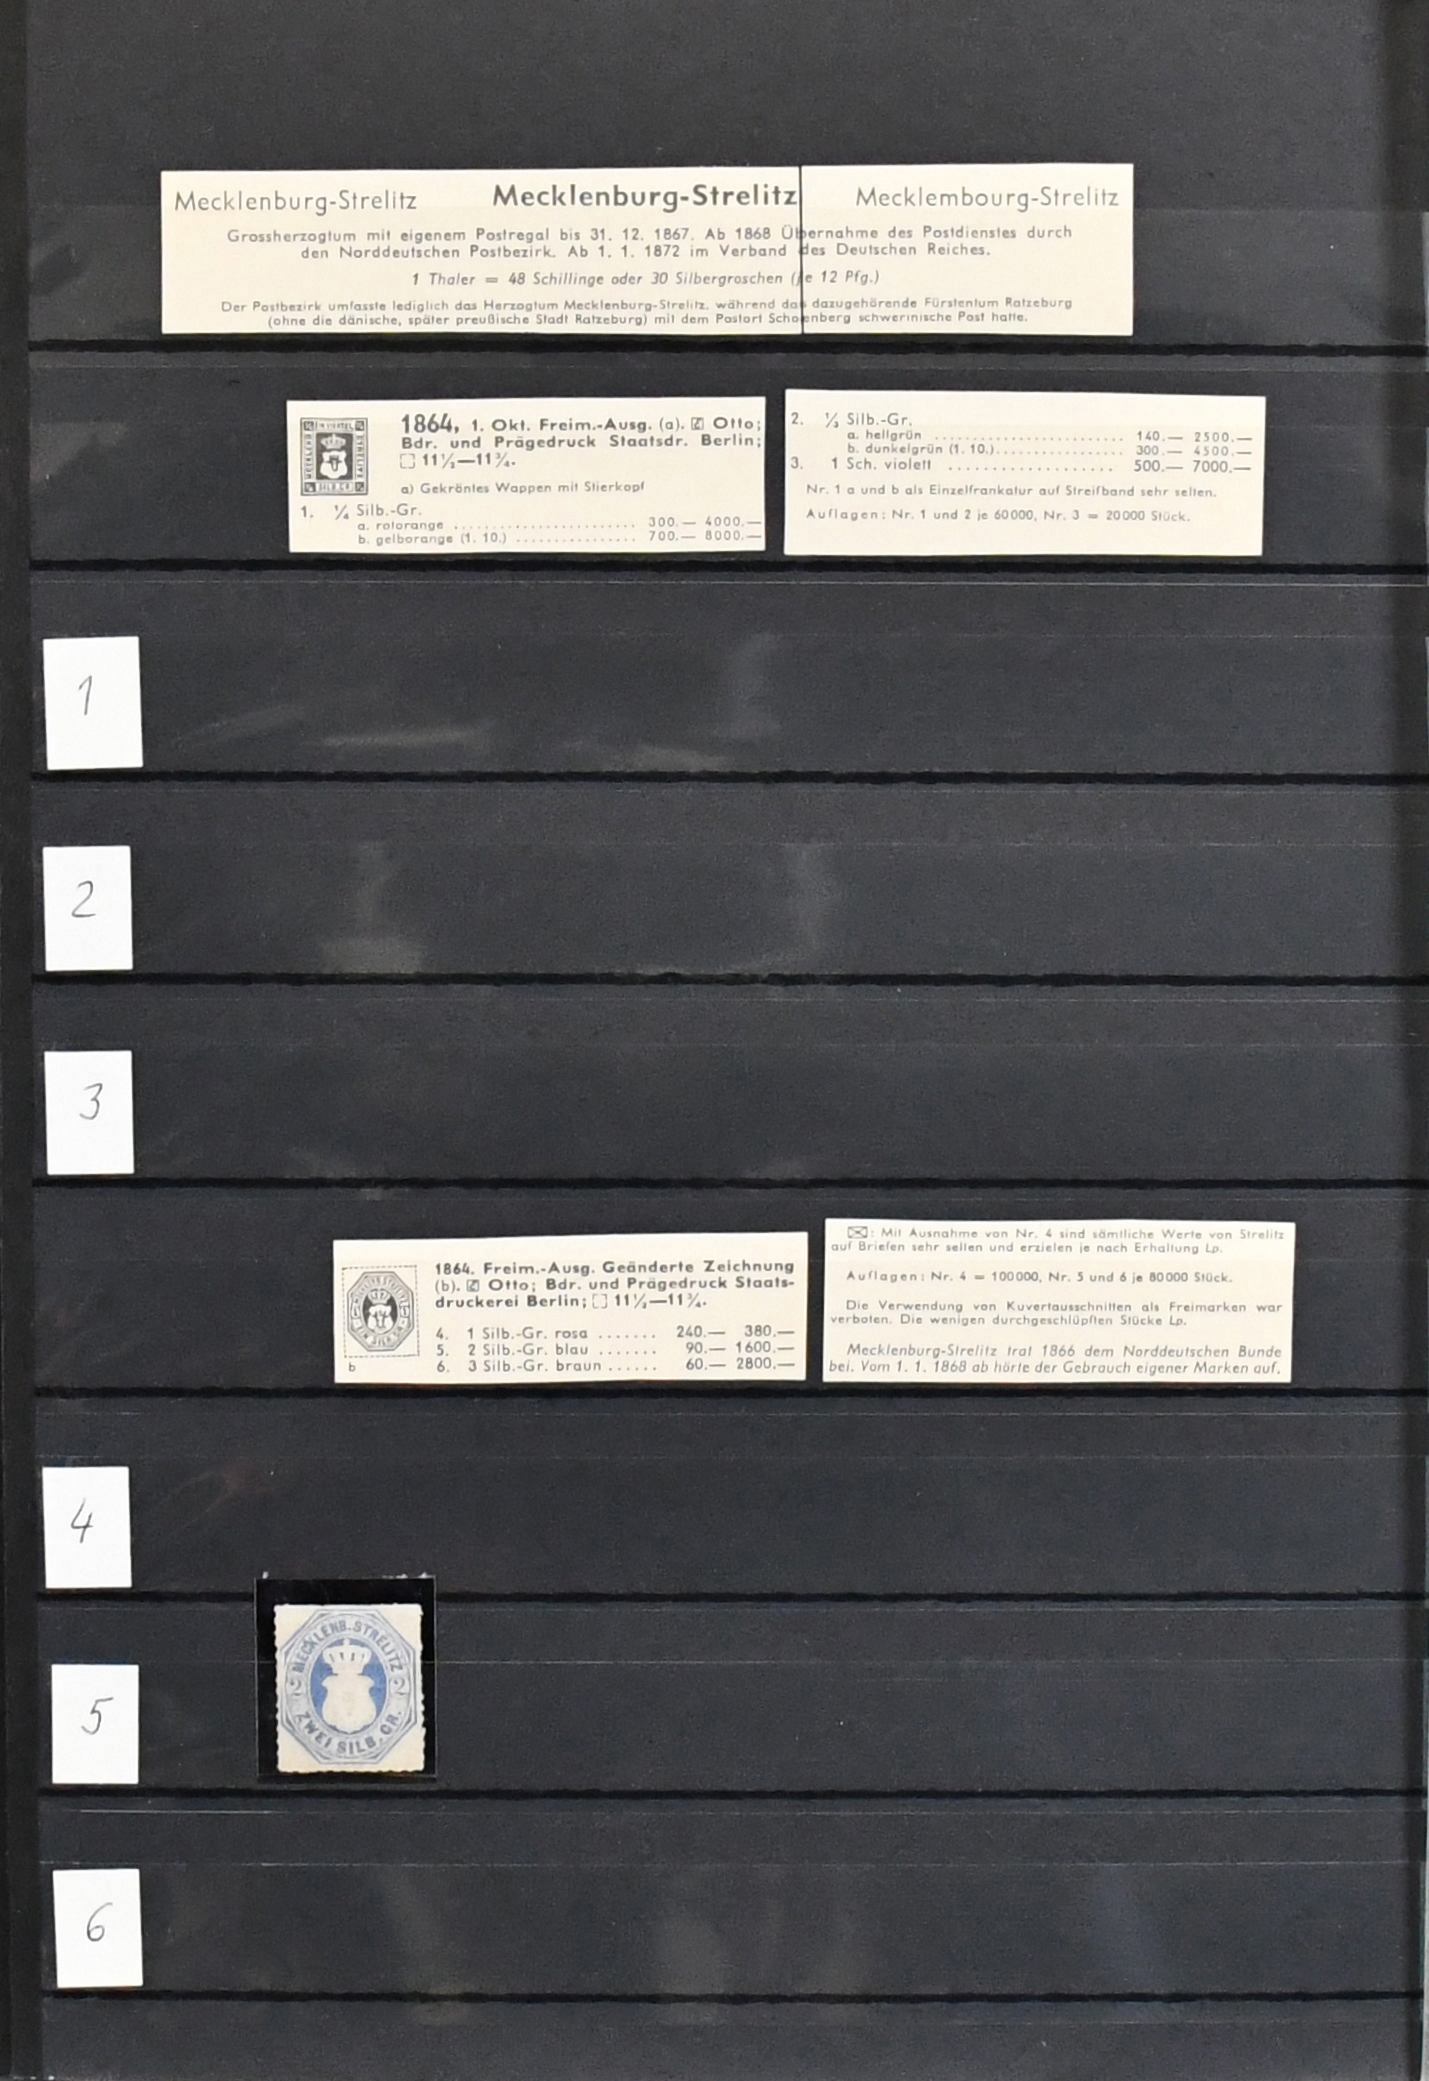 Mecklenburg-Strelitz Mecklenburg-Strelitz Mecklembourg-Strelitz
Grossherzogtum mit eigenem Postregal bis 31. 12. 1867. Ab 1868 Übernahme des Postdienstes durch
den Norddeutschen Postbezirk. Ab 1. 1. 1872 im Verband des Deutschen Reiches.
1 Thaler = 48 Schillinge oder 30 Silbergroschen (je 12 Pfg.)
Der Postbezirk umfasste lediglich das Herzogtum Mecklenburg-Strelitz, während das dazugehörende Fürstentum Ratzeburg
(ohne die dänische, später preußische Stadt Ratzeburg) mit dem Postort Schoenberg schwerinische Post hatte.
1864, 1. Okt. Freim.-Ausg. (a). Otto;
Bdr. und Prägedruck Staatsdr. Berlin;
11½—11¾.
a) Gekröntes Wappen mit Stierkopf
1. ¼ Silb.-Gr.
a. rotorange ........................ 300.— 4000.—
b. gelborange (1. 10.) ................ 700.— 8000.—
2. ⅓ Silb.-Gr.
a. hellgrün ......................... 140.— 2500.—
b. dunkelgrün (1. 10.)................. 300.— 4500.—
3. 1 Sch. violett ................... 500.— 7000.—
Nr. 1 a und b als Einzelfrankatur auf Streifband sehr selten.
Auflagen: Nr. 1 und 2 je 60000, Nr. 3 = 20000 Stück.
1
2
3
1864. Freim.-Ausg. Geänderte Zeichnung
(b). Otto; Bdr. und Prägedruck Staats-
druckerei Berlin; 11½—11¾.
4. 1 Silb.-Gr. rosa ....... 240.— 380.—
5. 2 Silb.-Gr. blau ....... 90.— 1600.—
6. 3 Silb.-Gr. braun ...... 60.— 2800.—
b
: Mit Ausnahme von Nr. 4 sind sämtliche Werte von Strelitz
auf Briefen sehr selten und erzielen je nach Erhaltung Lp.
Auflagen: Nr. 4 = 100000, Nr. 5 und 6 je 80000 Stück.
Die Verwendung von Kuvertausschnitten als Freimarken war
verboten. Die wenigen durchgeschlüpften Stücke Lp.
Mecklenburg-Strelitz trat 1866 dem Norddeutschen Bunde
bei. Vom 1. 1. 1868 ab hörte der Gebrauch eigener Marken auf.
4
5
MECKLENB. STRELITZ
2 2
ZWEI SILB. GR.
6